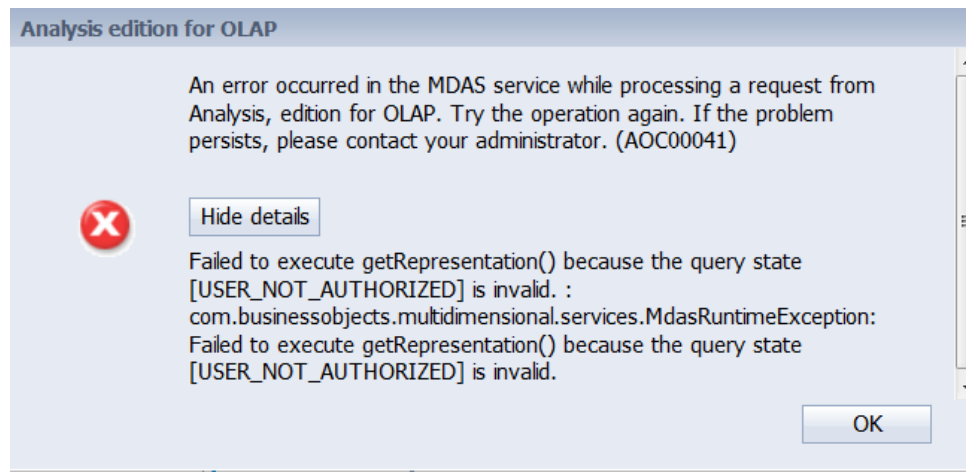 Analysis edition for OLAP
An error occurred in the MDAS service while processing a request from
Analysis, edition for OLAP. Try the operation again. If the problem
persists, please contact your administrator. (AOC00041)
Hide details
Failed to execute getRepresentation() because the query state
[USER_NOT_AUTHORIZED] is invalid. :
com.businessobjects.multidimensional.services.MdasRuntimeException:
Failed to execute getRepresentation() because the query state
[USER_NOT_AUTHORIZED] is invalid.
OK